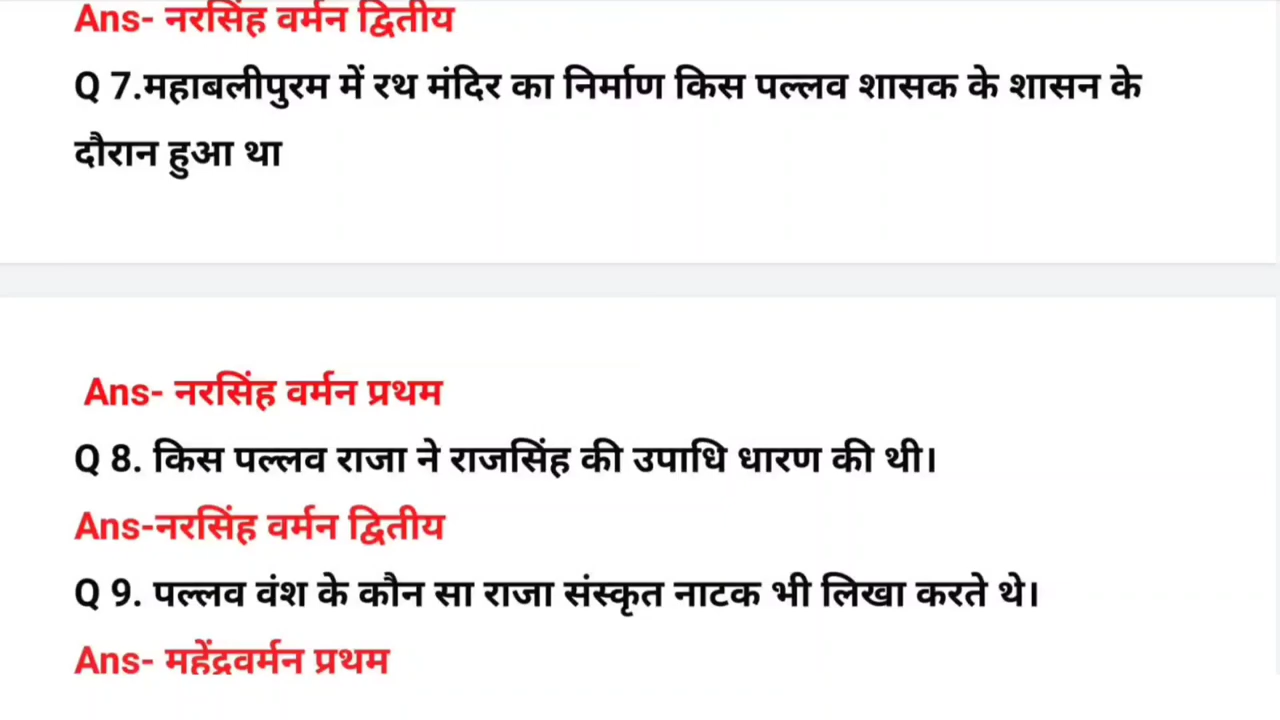 Ans- नरसिंह वर्मन द्वितीय
Q 7.महाबलीपुरम में रथ मंदिर का निर्माण किस पल्लव शासक के शासन के
दौरान हुआ था
Ans- नरसिंह वर्मन प्रथम
Q 8. किस पल्लव राजा ने राजसिंह की उपाधि धारण की थी।
Ans-नरसिंह वर्मन द्वितीय
Q 9. पल्लव वंश के कौन सा राजा संस्कृत नाटक भी लिखा करते थे।
Ans- महेंद्रवर्मन प्रथम